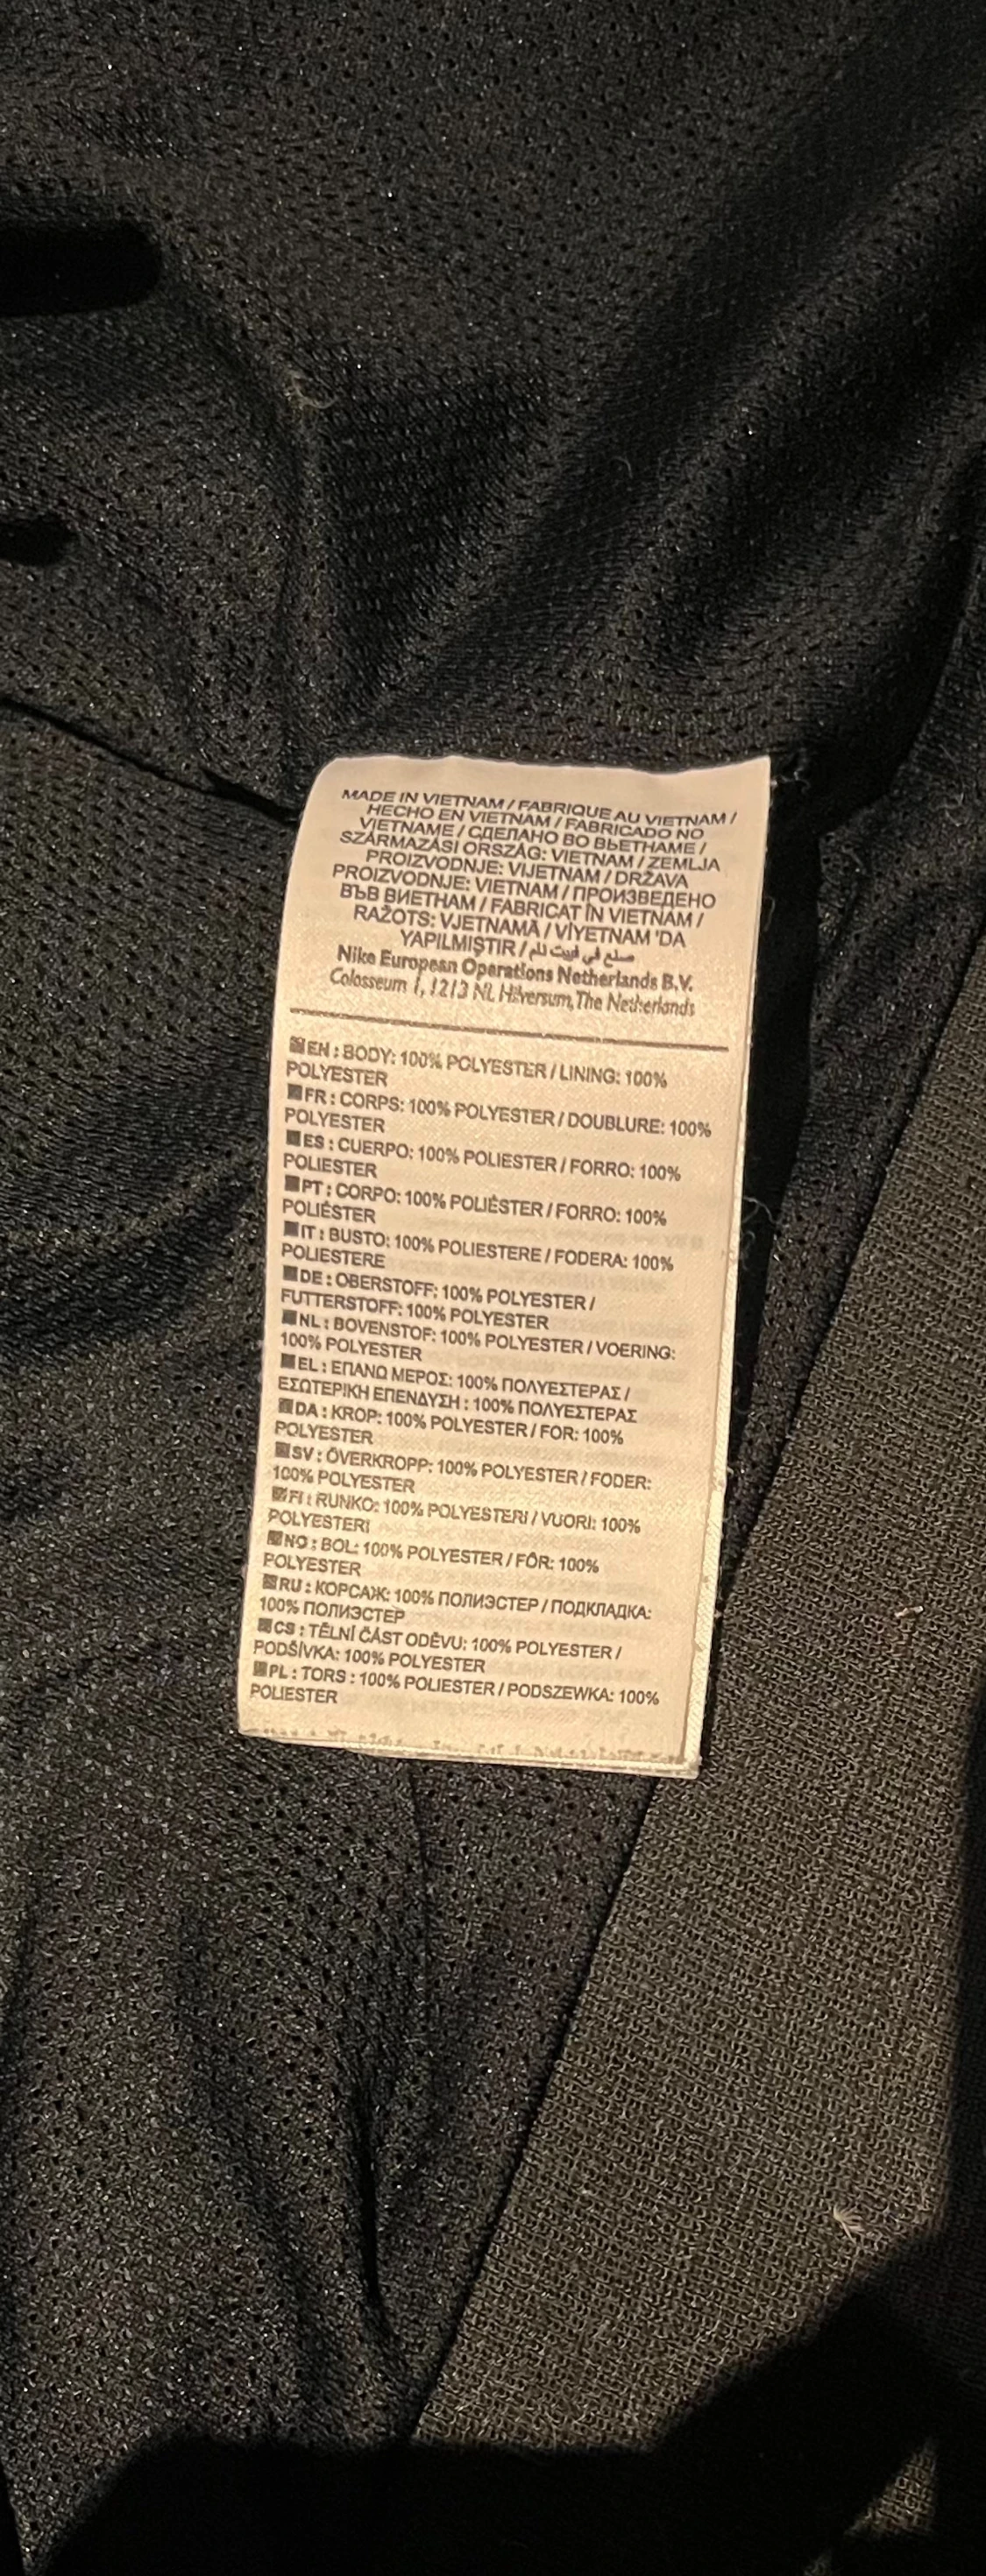 MADE IN VIETNAM / FABRIQUE AU VIETNAM /
HECHO EN VIETNAM / FABRICADO NO
VIETNAME / СДЕЛАНО ВО ВЬЕТНАМЕ /
SZÁRMAZÁSI ORSZÁG: VIETNAM / ZEMLJA
PROIZVODNJE: VIJETNAM / DRŽAVA
PROIZVODNJE: VIETNAM / ПРОИЗВЕДЕНО
ВЪВ ВИЕТНАМ / FABRICAT ÎN VIETNAM /
RAŽOTS: VJETNAMĀ / VİYETNAM 'DA
YAPILMIŞTIR / صنع في فييت نام
Nike European Operations Netherlands B.V.
Colosseum 1, 1213 NL Hilversum, The Netherlands
EN : BODY: 100% POLYESTER / LINING: 100%
POLYESTER
FR : CORPS: 100% POLYESTER / DOUBLURE: 100%
POLYESTER
ES : CUERPO: 100% POLIESTER / FORRO: 100%
POLIESTER
PT : CORPO: 100% POLIÉSTER / FORRO: 100%
POLIÉSTER
IT : BUSTO: 100% POLIESTERE / FODERA: 100%
POLIESTERE
DE : OBERSTOFF: 100% POLYESTER /
FUTTERSTOFF: 100% POLYESTER
NL : BOVENSTOF: 100% POLYESTER / VOERING:
100% POLYESTER
EL : ΕΠΑΝΩ ΜΕΡΟΣ: 100% ΠΟΛΥΕΣΤΕΡΑΣ /
ΕΣΩΤΕΡΙΚΗ ΕΠΕΝΔΥΣΗ : 100% ΠΟΛΥΕΣΤΕΡΑΣ
DA : KROP: 100% POLYESTER / FOR: 100%
POLYESTER
SV : ÖVERKROPP: 100% POLYESTER / FODER:
100% POLYESTER
FI : RUNKO: 100% POLYESTERI / VUORI: 100%
POLYESTERI
NO : BOL: 100% POLYESTER / FÔR: 100%
POLYESTER
RU : КОРСАЖ: 100% ПОЛИЭСТЕР / ПОДКЛАДКА:
100% ПОЛИЭСТЕР
CS : TĚLNÍ ČÁST ODĚVU: 100% POLYESTER /
PODŠÍVKA: 100% POLYESTER
PL : TORS : 100% POLIESTER / PODSZEWKA: 100%
POLIESTER